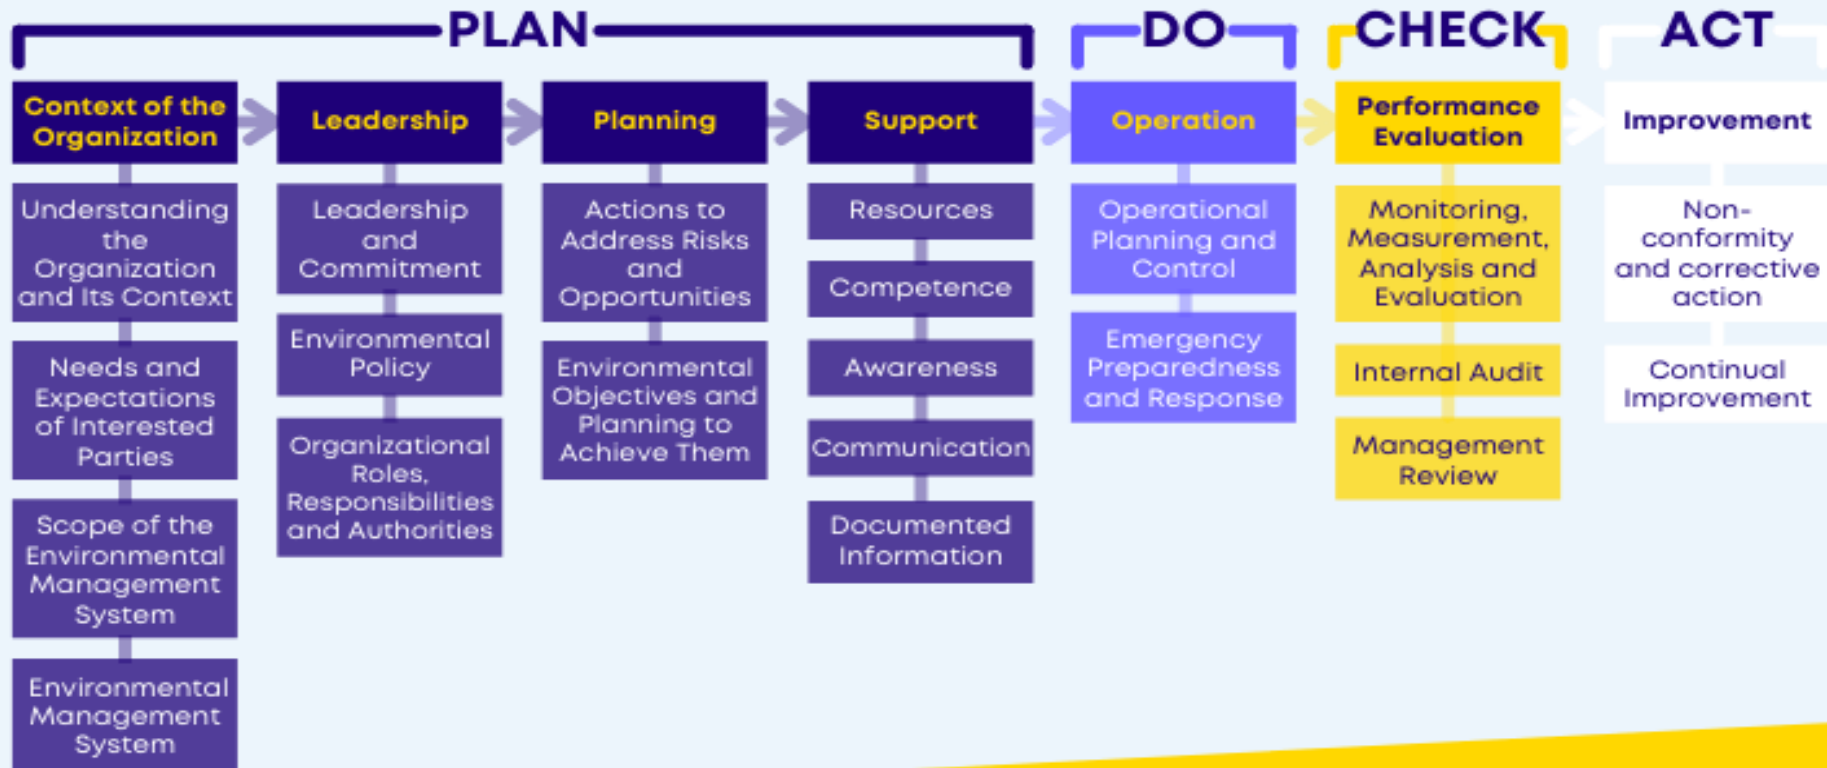 PLAN
DO
CHECK
ACT
Context of the
Organization
Leadership
Planning
Support
Operation
Performance
Evaluation
Improvement
Understanding
the
Organization
and Its Context
Needs and
Expectations
of Interested
Parties
Scope of the
Environmental
Management
System
Environmental
Management
System
Leadership
and
Commitment
Environmental
Policy
Organizational
Roles,
Responsibilities
and Authorities
Actions to
Address Risks
and
Opportunities
Environmental
Objectives and
Planning to
Achieve Them
Resources
Competence
Awareness
Communication
Documented
Information
Operational
Planning and
Control
Emergency
Preparedness
and Response
Monitoring,
Measurement,
Analysis and
Evaluation
Internal Audit
Management
Review
Non-
conformity
and corrective
action
Continual
Improvement